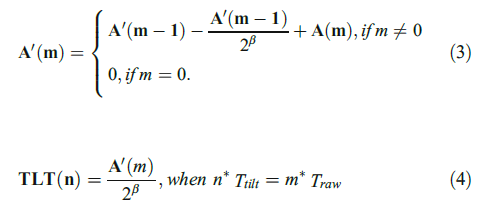 A′(m) = { A′(m − 1) − A′(m − 1) / 2^β + A(m), if m ≠ 0 (3)
0, if m = 0.
TLT(n) = A′(m) / 2^β , when n* T_tilt = m* T_raw (4)